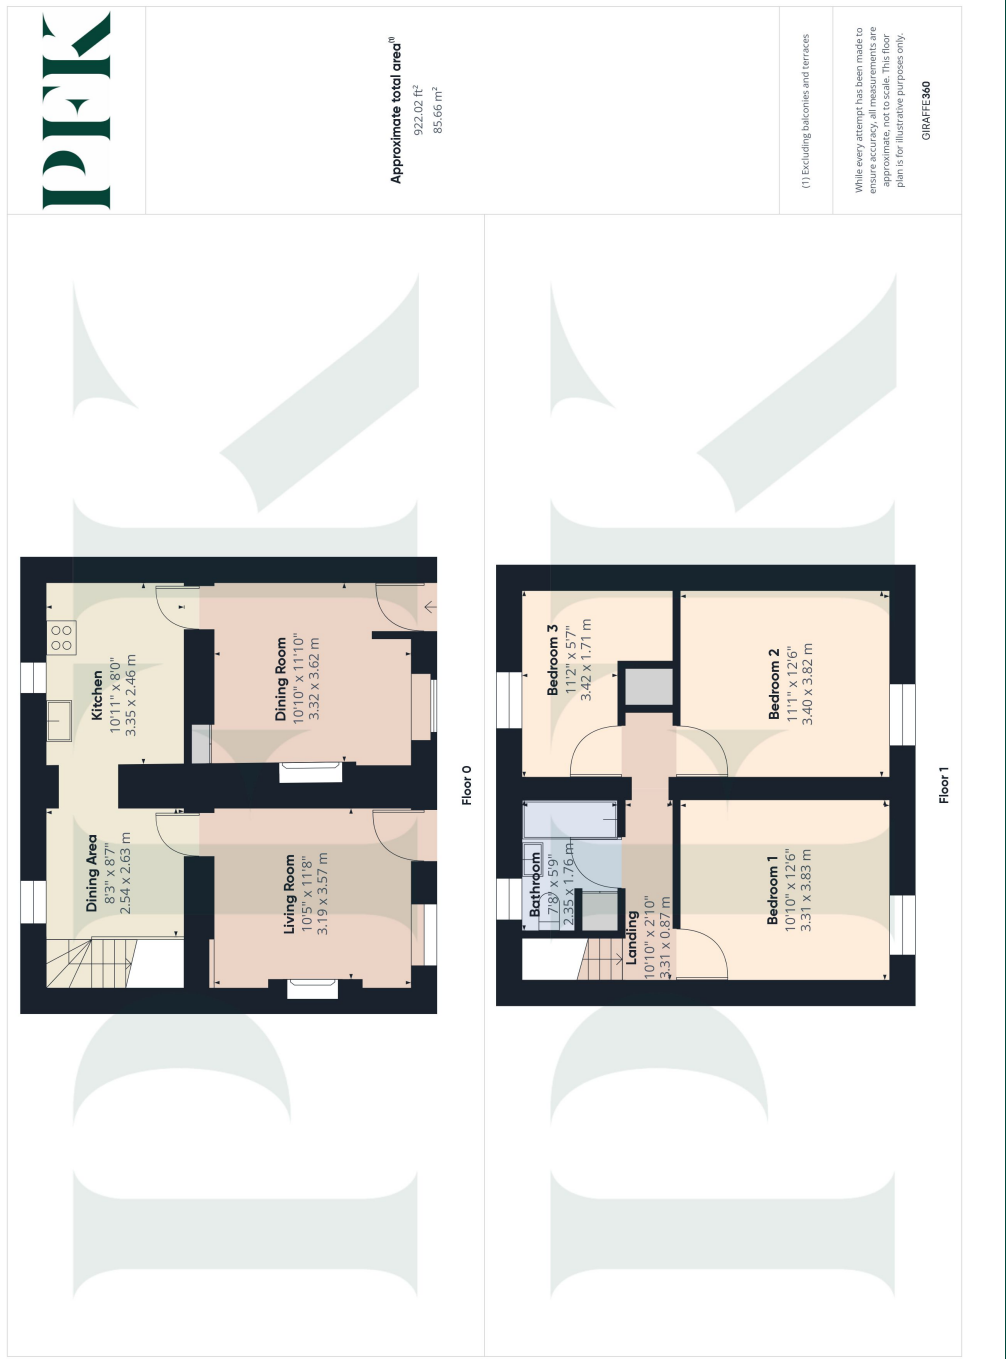 PFK
Approximate total area(1)
922.02 ft²
85.66 m²
(1) Excluding balconies and terraces
While every attempt has been made to
ensure accuracy, all measurements are
approximate, not to scale. This floor
plan is for illustrative purposes only.
GIRAFFE360
Dining Area
8'3" x 8'7"
2.54 x 2.63 m
Kitchen
10'11" x 8'0"
3.35 x 2.46 m
Living Room
10'5" x 11'8"
3.19 x 3.57 m
Dining Room
10'10" x 11'10"
3.32 x 3.62 m
Floor 0
Bathroom
7'8" x 5'9"
2.35 x 1.76 m
Bedroom 3
11'2" x 5'7"
3.42 x 1.71 m
Landing
10'10" x 2'10"
3.31 x 0.87 m
Bedroom 1
10'10" x 12'6"
3.31 x 3.83 m
Bedroom 2
11'1" x 12'6"
3.40 x 3.82 m
Floor 1